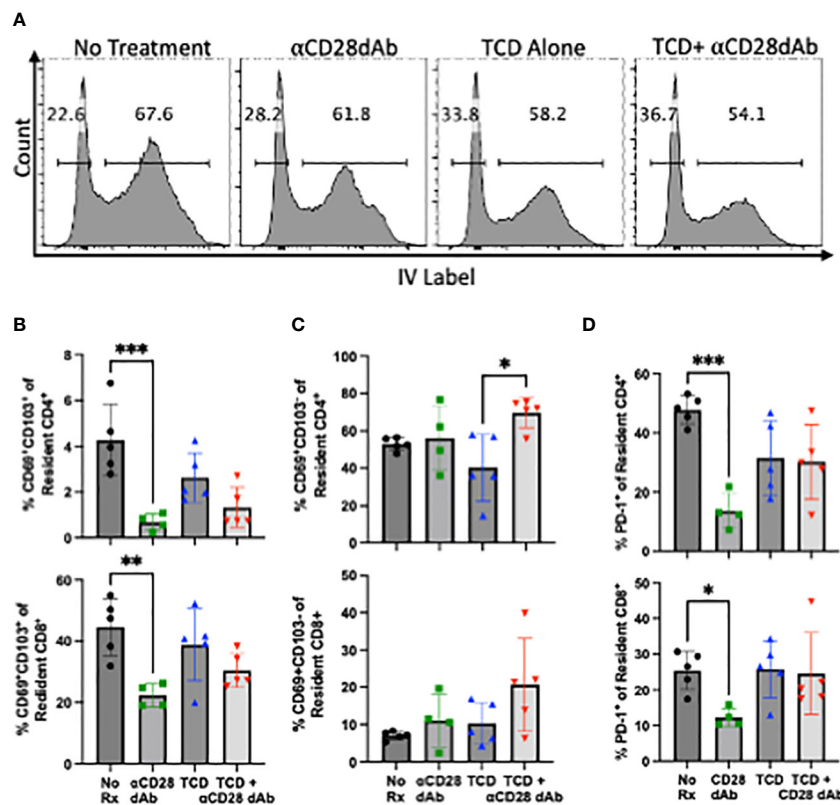 A
No Treatment
αCD28dAb
TCD Alone
TCD+ αCD28dAb
Count
22.6
67.6
28.2
61.8
33.8
58.2
36.7
54.1
IV Label
B
C
D
% CD69⁺CD103⁺ of
Resident CD4⁺
8
6
4
2
0
***
% CD69⁺CD103⁻ of
Resident CD4⁺
100
80
60
40
20
0
*
% PD-1⁺ of Resident CD4⁺
60
40
20
0
***
% CD69⁺CD103⁺ of
Redident CD8⁺
60
40
20
0
**
No
Rx
αCD28
dAb
TCD
TCD +
αCD28 dAb
% CD69+CD103- of
Resident CD8+
50
40
30
20
10
0
No
Rx
αCD28
dAb
TCD
TCD +
αCD28 dAb
% PD-1⁺ of Resident CD8⁺
60
40
20
0
*
No
Rx
CD28
dAb
TCD
TCD +
CD28 dAb